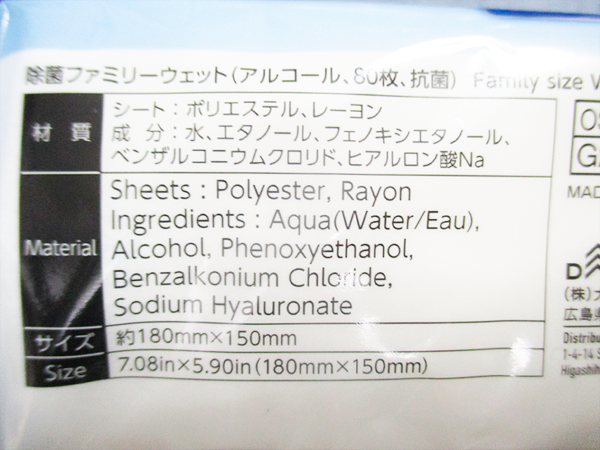 除菌ファミリーウェット(アルコール、80枚、抗菌) Family size
材質
シート：ポリエステル、レーヨン
成 分：水、エタノール、フェノキシエタノール、
ベンザルコニウムクロリド、ヒアルロン酸Na
Material
Sheets : Polyester, Rayon
Ingredients : Aqua(Water/Eau),
Alcohol, Phenoxyethanol,
Benzalkonium Chloride,
Sodium Hyaluronate
サイズ
約180mm×150mm
Size
7.08in×5.90in(180mm×150mm)
MAD
D
(株)
広島県
Distribu
1-4-14 S
Higashih